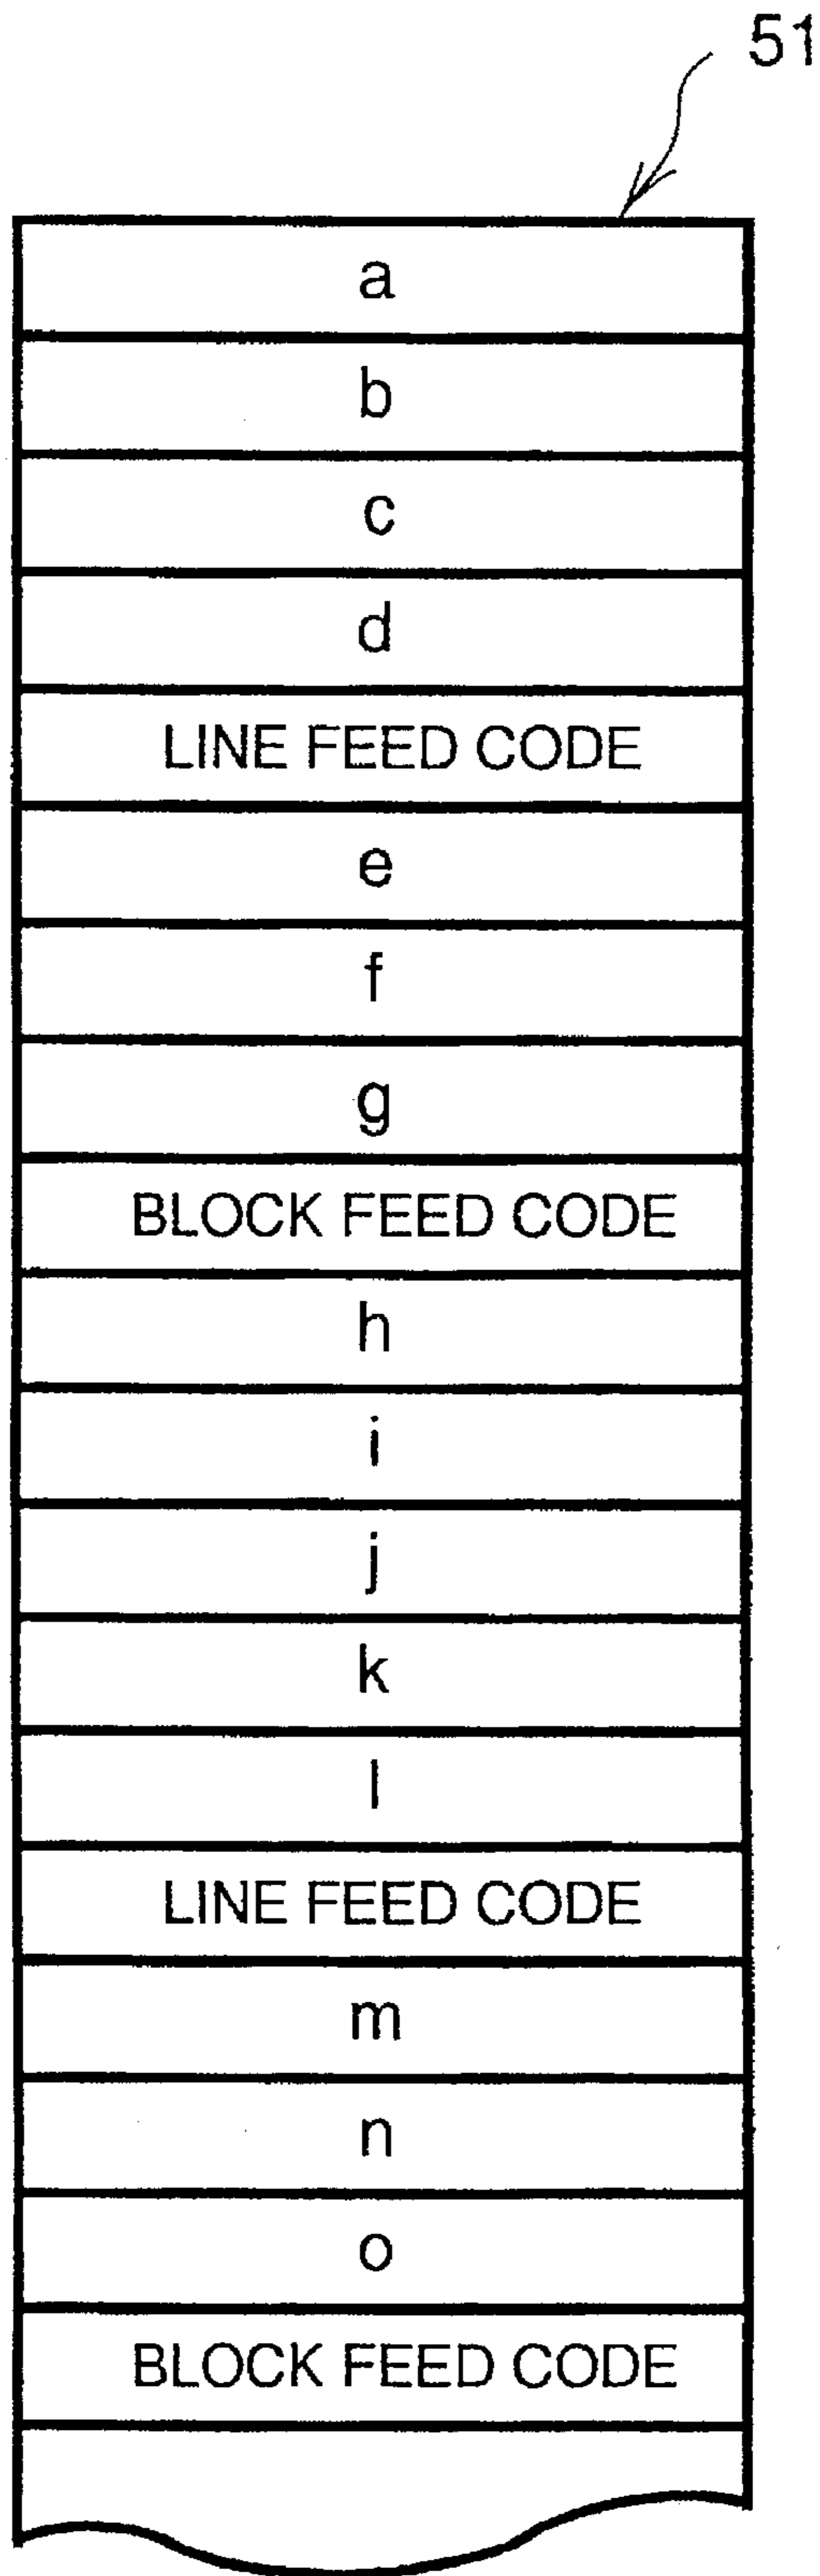 51
a
b
c
d
LINE FEED CODE
e
f
g
BLOCK FEED CODE
h
i
j
k
l
LINE FEED CODE
m
n
o
BLOCK FEED CODE